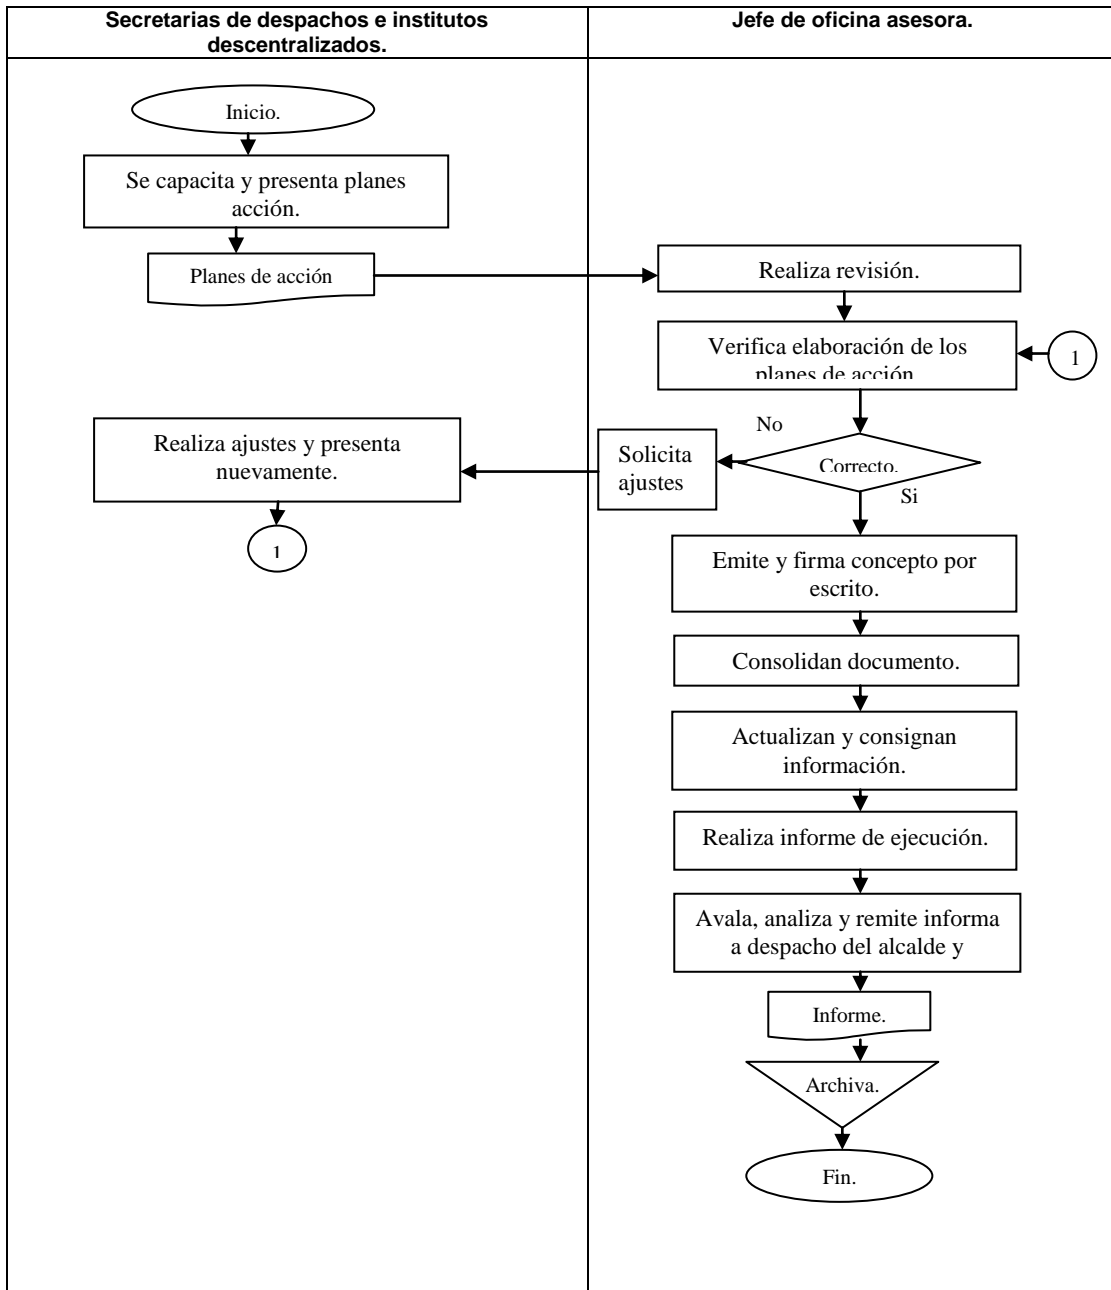 Secretarias de despachos e institutos
descentralizados.
Jefe de oficina asesora.
Inicio.
Se capacita y presenta planes
acción.
Planes de acción
Realiza revisión.
Verifica elaboración de los
planes de acción
1
No
Correcto.
Si
Solicita
ajustes
Realiza ajustes y presenta
nuevamente.
1
Emite y firma concepto por
escrito.
Consolidan documento.
Actualizan y consignan
información.
Realiza informe de ejecución.
Avala, analiza y remite informa
a despacho del alcalde y
Informe.
Archiva.
Fin.